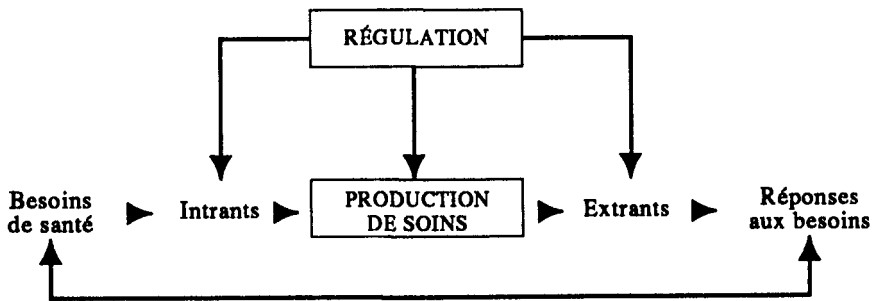 RÉGULATION
Besoins
de santé
Intrants
PRODUCTION
DE SOINS
Extrants
Réponses
aux besoins